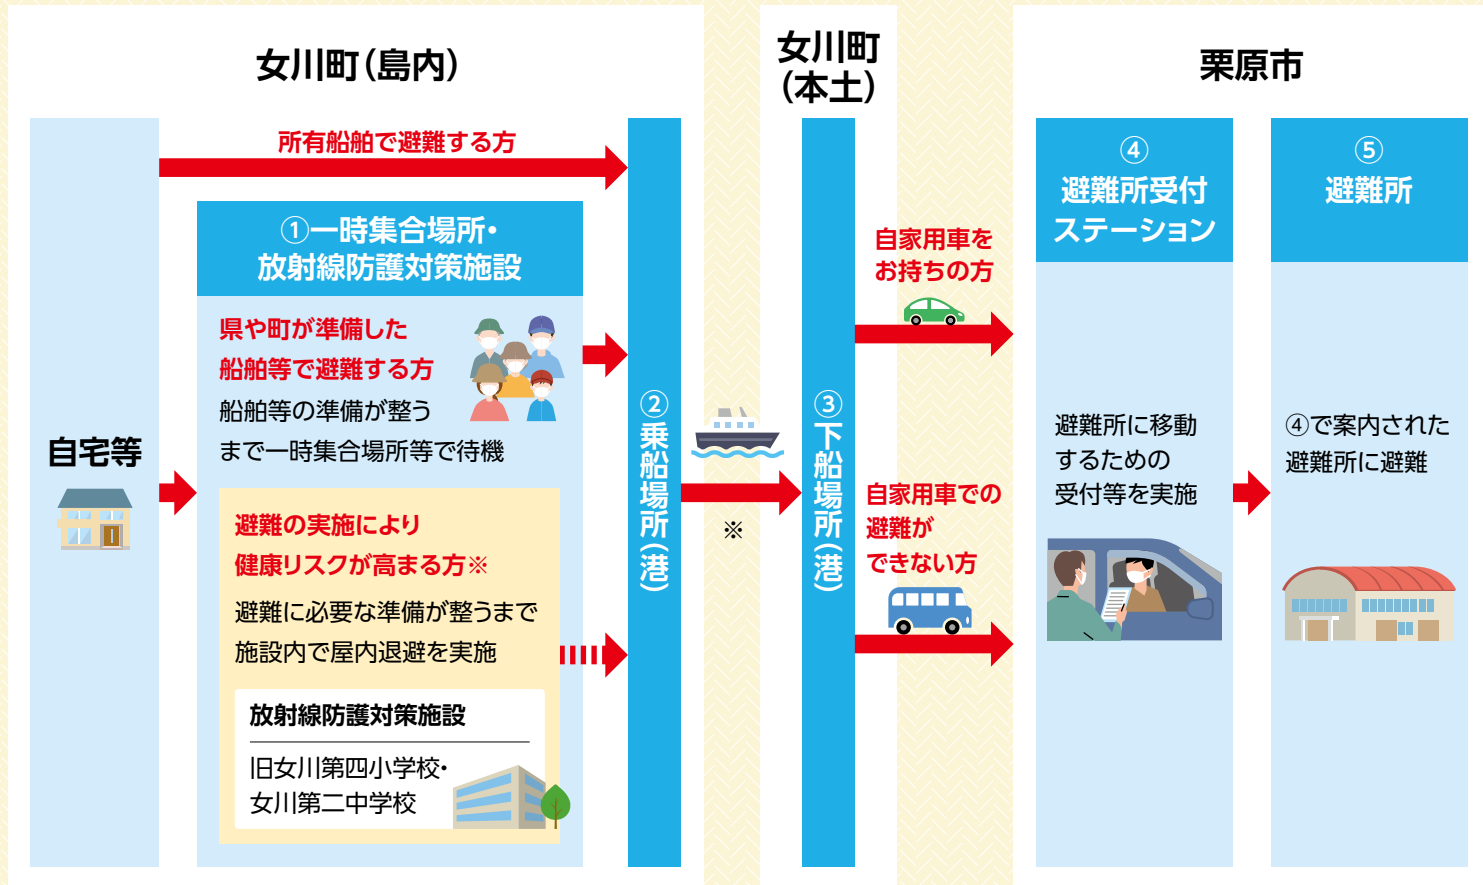 女川町（島内）
自宅等
所有船舶で避難する方
①一時集合場所・
放射線防護対策施設
県や町が準備した
船舶等で避難する方
船舶等の準備が整う
まで一時集合場所等で待機
避難の実施により
健康リスクが高まる方※
避難に必要な準備が整うまで
施設内で屋内退避を実施
放射線防護対策施設
旧女川第四小学校・
女川第二中学校
②乗船場所（港）
※
女川町
（本土）
③下船場所（港）
自家用車を
お持ちの方
自家用車での
避難が
できない方
栗原市
④
避難所受付
ステーション
避難所に移動
するための
受付等を実施
⑤
避難所
④で案内された
避難所に避難